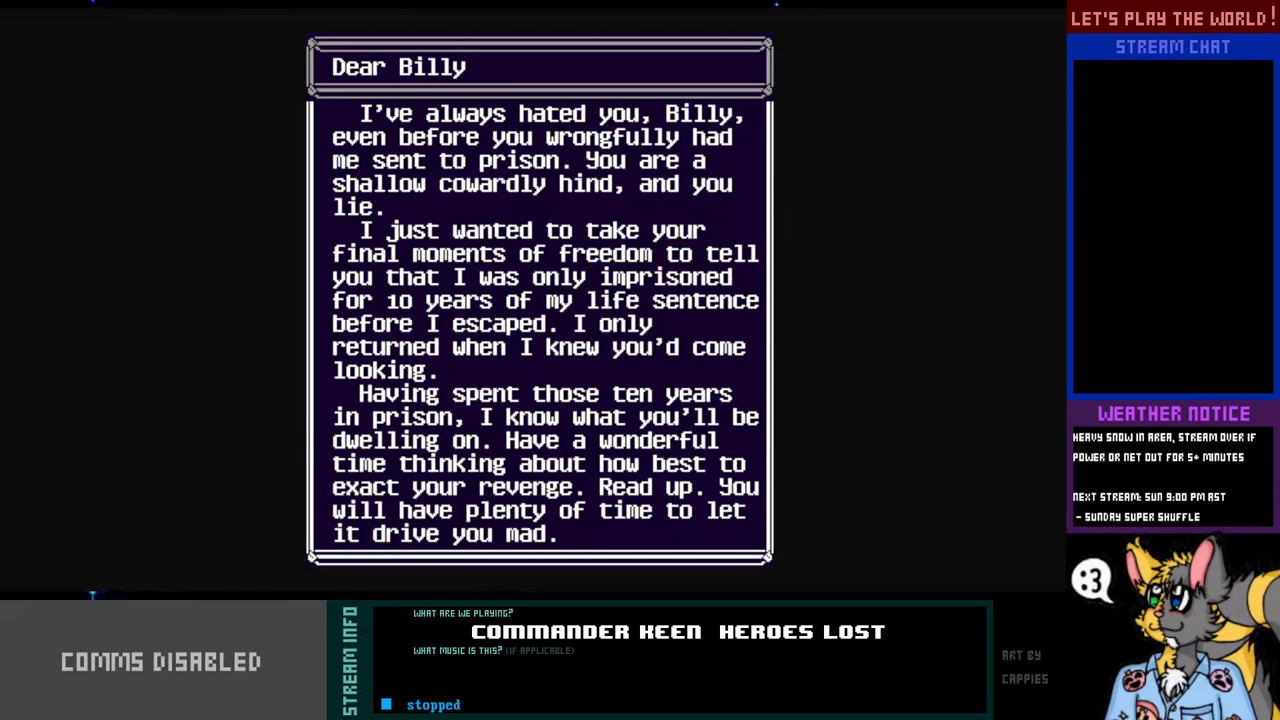 Dear Billy
I've always hated you, Billy,
even before you wrongfully had
me sent to prison. You are a
shallow cowardly hind, and you
lie.
I just wanted to take your
final moments of freedom to tell
you that I was only imprisoned
for 10 years of my life sentence
before I escaped. I only
returned when I knew you'd come
looking.
Having spent those ten years
in prison, I know what you'll be
dwelling on. Have a wonderful
time thinking about how best to
exact your revenge. Read up. You
will have plenty of time to let
it drive you mad.
LET'S PLAY THE WORLD!
STREAM CHAT
WEATHER NOTICE
HEAVY SNOW IN AREA, STREAM OVER IF
POWER OR NET OUT FOR 5+ MINUTES
NEXT STREAM: SUN 9:00 PM AST
- SUNDAY SUPER SHUFFLE
:3
COMMS DISABLED
STREAM INFO
WHAT ARE WE PLAYING?
COMMANDER KEEN HEROES LOST
WHAT MUSIC IS THIS? (IF APPLICABLE)
stopped
ART BY
CAPPIES